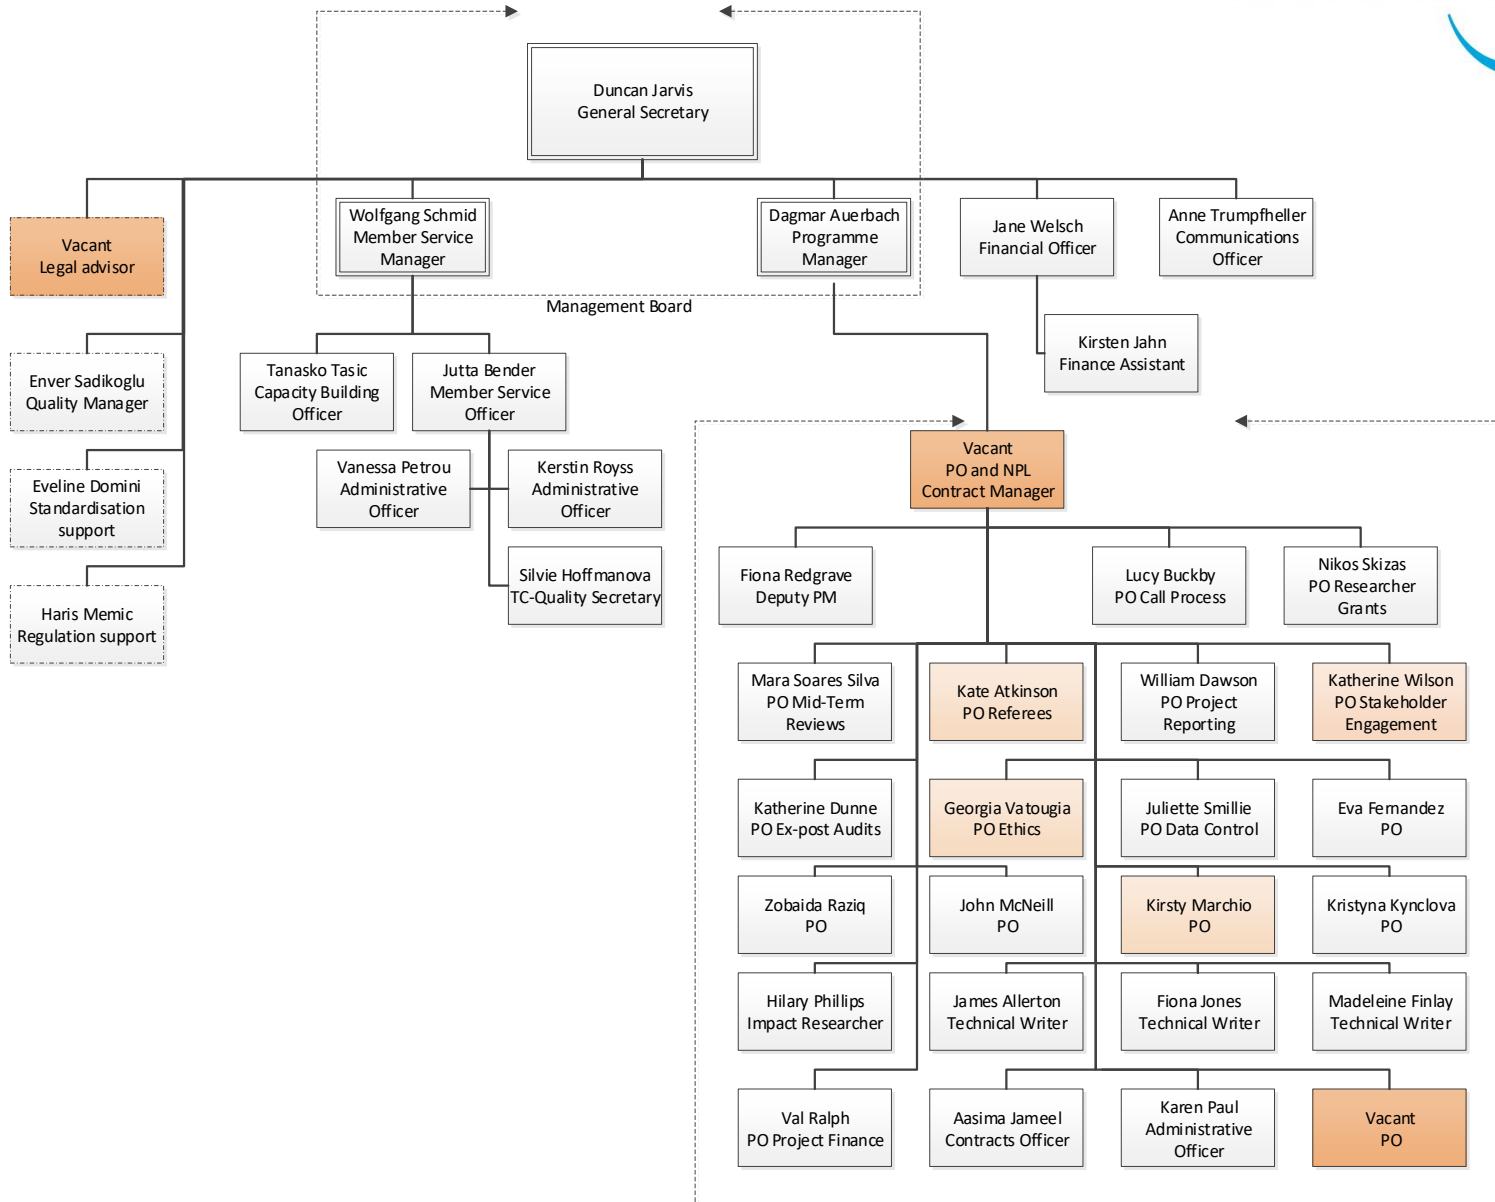 Duncan Jarvis
General Secretary
Vacant
Legal advisor
Wolfgang Schmid
Member Service
Manager
Dagmar Auerbach
Programme
Manager
Jane Welsch
Financial Officer
Anne Trumpfheller
Communications
Officer
Management Board
Enver Sadikoglu
Quality Manager
Tanasko Tasic
Capacity Building
Officer
Jutta Bender
Member Service
Officer
Kirsten Jahn
Finance Assistant
Eveline Domini
Standardisation
support
Vanessa Petrou
Administrative
Officer
Kerstin Royss
Administrative
Officer
Vacant
PO and NPL
Contract Manager
Haris Memic
Regulation support
Silvie Hoffmanova
TC-Quality Secretary
Fiona Redgrave
Deputy PM
Lucy Buckby
PO Call Process
Nikos Skizas
PO Researcher
Grants
Mara Soares Silva
PO Mid-Term
Reviews
Kate Atkinson
PO Referees
William Dawson
PO Project
Reporting
Katherine Wilson
PO Stakeholder
Engagement
Katherine Dunne
PO Ex-post Audits
Georgia Vatougia
PO Ethics
Juliette Smillie
PO Data Control
Eva Fernandez
PO
Zobaida Raziq
PO
John McNeill
PO
Kirsty Marchio
PO
Kristyna Kynclova
PO
Hilary Phillips
Impact Researcher
James Allerton
Technical Writer
Fiona Jones
Technical Writer
Madeleine Finlay
Technical Writer
Val Ralph
PO Project Finance
Aasima Jameel
Contracts Officer
Karen Paul
Administrative
Officer
Vacant
PO